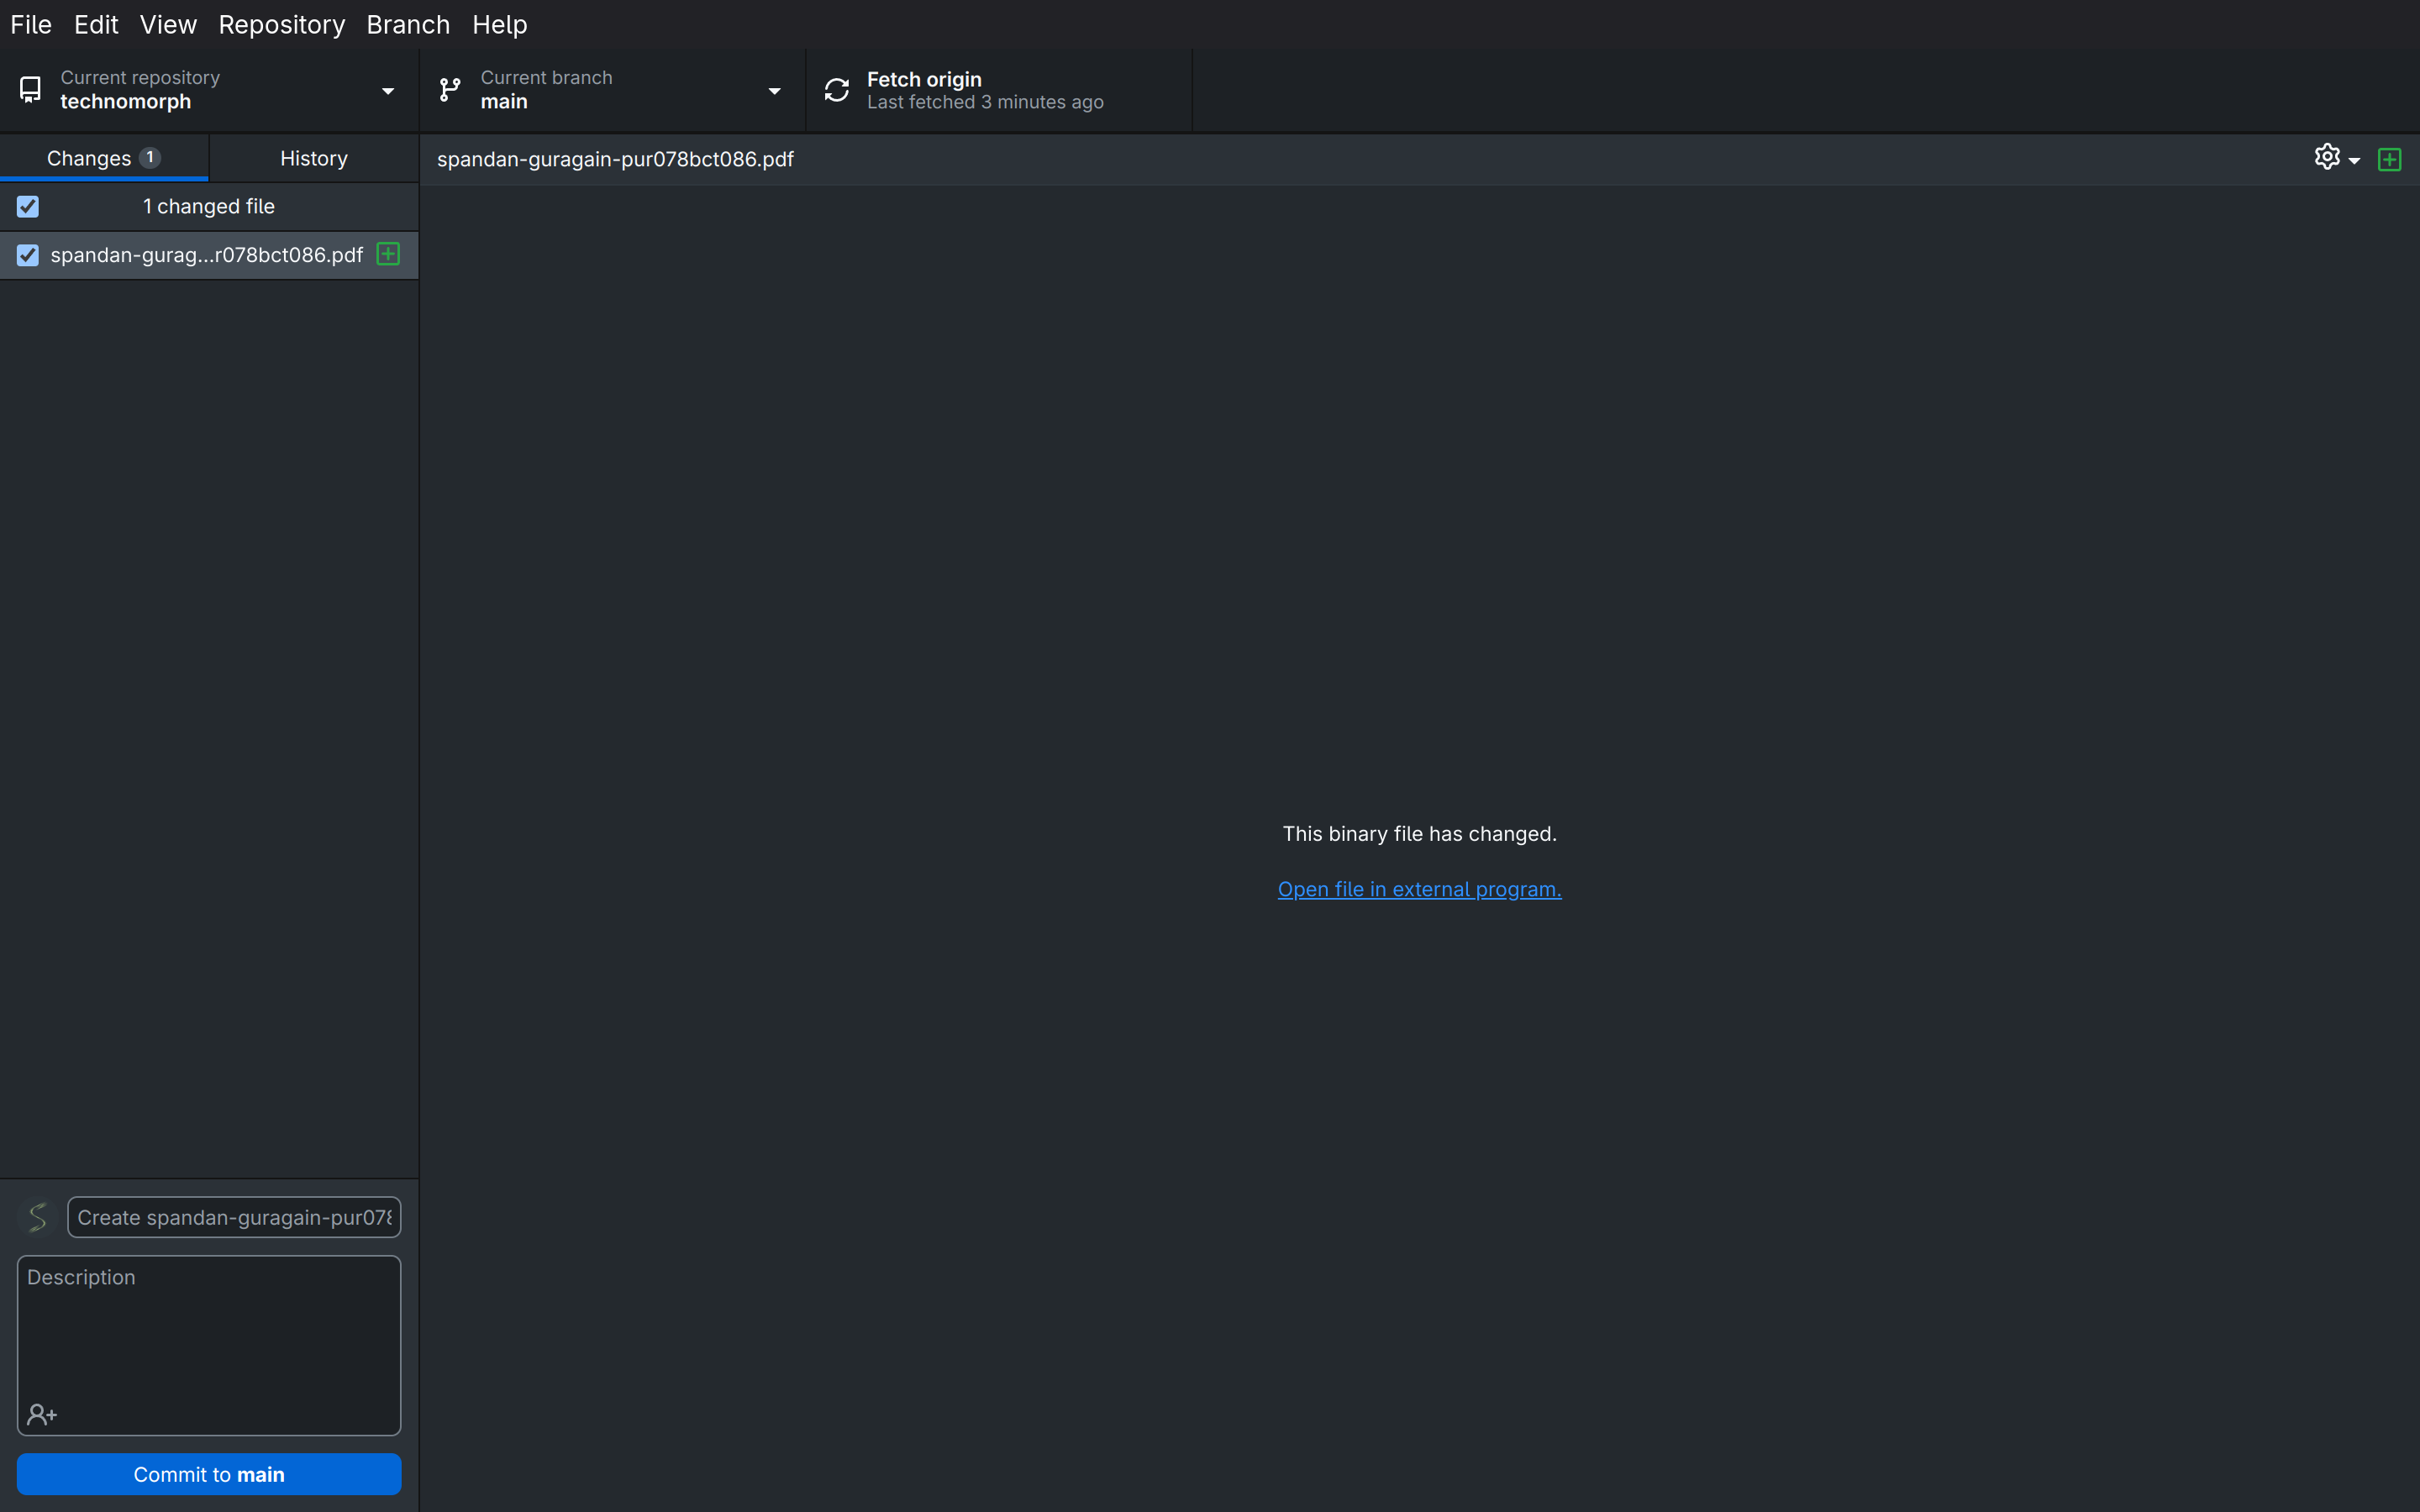 File Edit View Repository Branch Help
Current repository
technomorph
Current branch
main
Fetch origin
Last fetched 3 minutes ago
Changes 1
History
spandan-guragain-pur078bct086.pdf
1 changed file
spandan-gurag...r078bct086.pdf
This binary file has changed.
Open file in external program.
Create spandan-guragain-pur078
Description
Commit to main